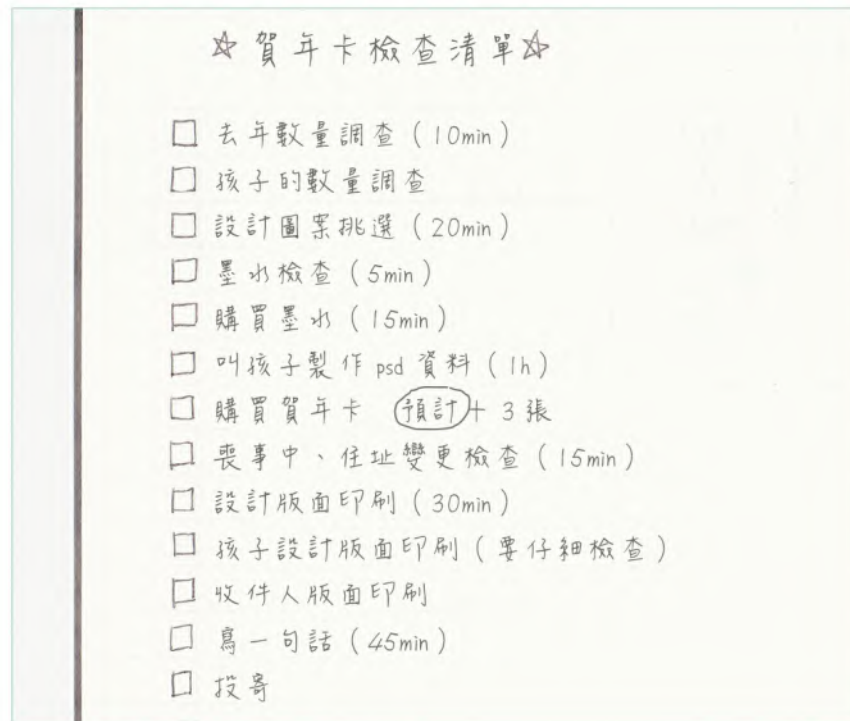 ☆賀年卡檢查清單☆
□ 去年數量調查(10min)
□ 孩子的數量調查
□ 設計圖案挑選(20min)
□ 墨水檢查(5min)
□ 購買墨水(15min)
□ 叫孩子製作psd資料(1h)
□ 購買賀年卡 預計+3張
□ 喪事中、住址變更檢查(15min)
□ 設計版面印刷(30min)
□ 孩子設計版面印刷(要仔細檢查)
□ 收件人版面印刷
□ 寫一句話(45min)
□ 投寄